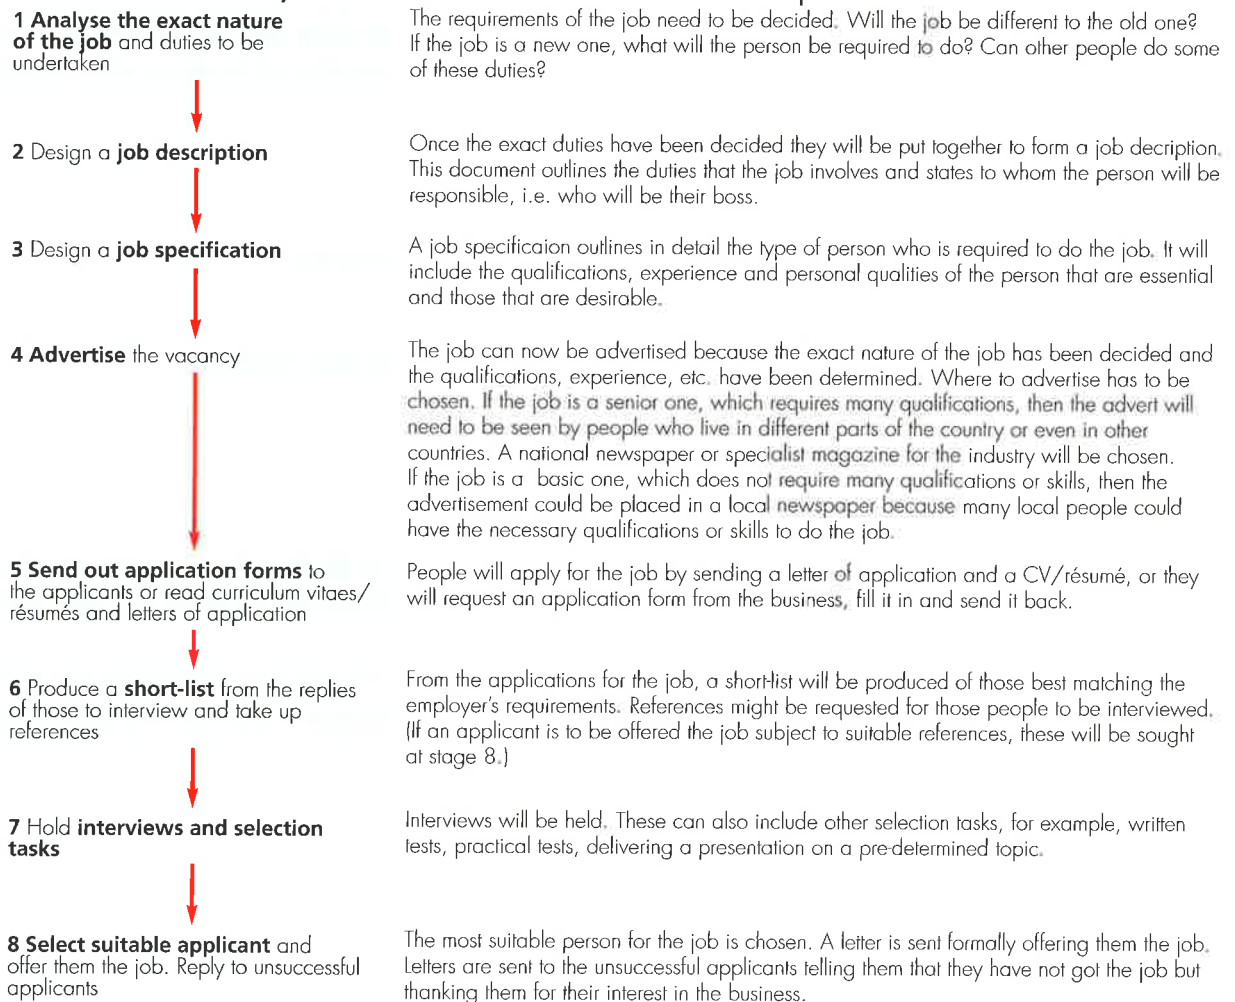 1 Analyse the exact nature
of the job and duties to be
undertaken
The requirements of the job need to be decided. Will the job be different to the old one?
If the job is a new one, what will the person be required to do? Can other people do some
of these duties?
2 Design a job description
Once the exact duties have been decided they will be put together to form a job decription.
This document outlines the duties that the job involves and states to whom the person will be
responsible, i.e. who will be their boss.
3 Design a job specification
A job specificaion outlines in detail the type of person who is required to do the job. It will
include the qualifications, experience and personal qualities of the person that are essential
and those that are desirable.
4 Advertise the vacancy
The job can now be advertised because the exact nature of the job has been decided and
the qualifications, experience, etc. have been determined. Where to advertise has to be
chosen. If the job is a senior one, which requires many qualifications, then the advert will
need to be seen by people who live in different parts of the country or even in other
countries. A national newspaper or specialist magazine for the industry will be chosen.
If the job is a basic one, which does not require many qualifications or skills, then the
advertisement could be placed in a local newspaper because many local people could
have the necessary qualifications or skills to do the job.
5 Send out application forms to
the applicants or read curriculum vitaes/
résumés and letters of application
People will apply for the job by sending a letter of application and a CV/résumé, or they
will request an application form from the business, fill it in and send it back.
6 Produce a short-list from the replies
of those to interview and take up
references
From the applications for the job, a short-list will be produced of those best matching the
employer's requirements. References might be requested for those people to be interviewed.
(If an applicant is to be offered the job subject to suitable references, these will be sought
at stage 8.)
7 Hold interviews and selection
tasks
Interviews will be held. These can also include other selection tasks, for example, written
tests, practical tests, delivering a presentation on a pre-determined topic.
8 Select suitable applicant and
offer them the job. Reply to unsuccessful
applicants
The most suitable person for the job is chosen. A letter is sent formally offering them the job.
Letters are sent to the unsuccessful applicants telling them that they have not got the job but
thanking them for their interest in the business.